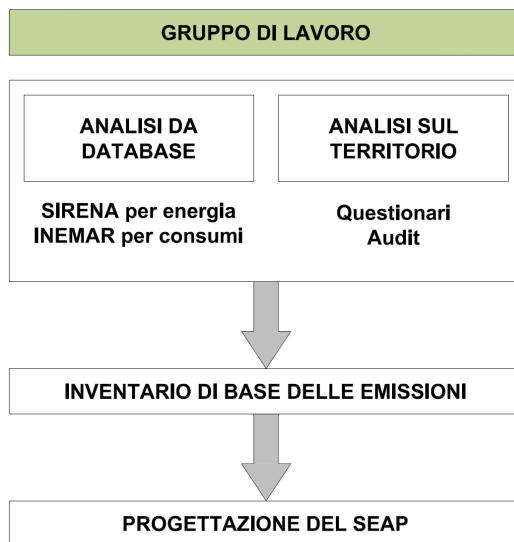 GRUPPO DI LAVORO
ANALISI DA
DATABASE
SIRENA per energia
INEMAR per consumi
ANALISI SUL
TERRITORIO
Questionari
Audit
INVENTARIO DI BASE DELLE EMISSIONI
PROGETTAZIONE DEL SEAP